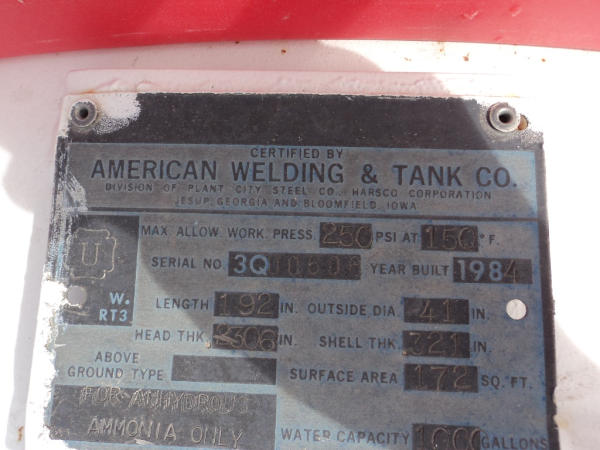 CERTIFIED BY
AMERICAN WELDING & TANK CO.
DIVISION OF PLANT CITY STEEL CO., HARSCO CORPORATION
JESUP, GEORGIA AND BLOOMFIELD, IOWA
U
W.
RT3
MAX. ALLOW. WORK. PRESS. 250 PSI AT 150 °F.
SERIAL NO. 3Q YEAR BUILT 1984
LENGTH 192 IN. OUTSIDE DIA. 41 IN.
HEAD THK. IN. SHELL THK. .321 IN.
ABOVE
GROUND TYPE
SURFACE AREA 172 SQ. FT.
FOR ANHYDROUS
AMMONIA ONLY
WATER CAPACITY 1000 GALLONS